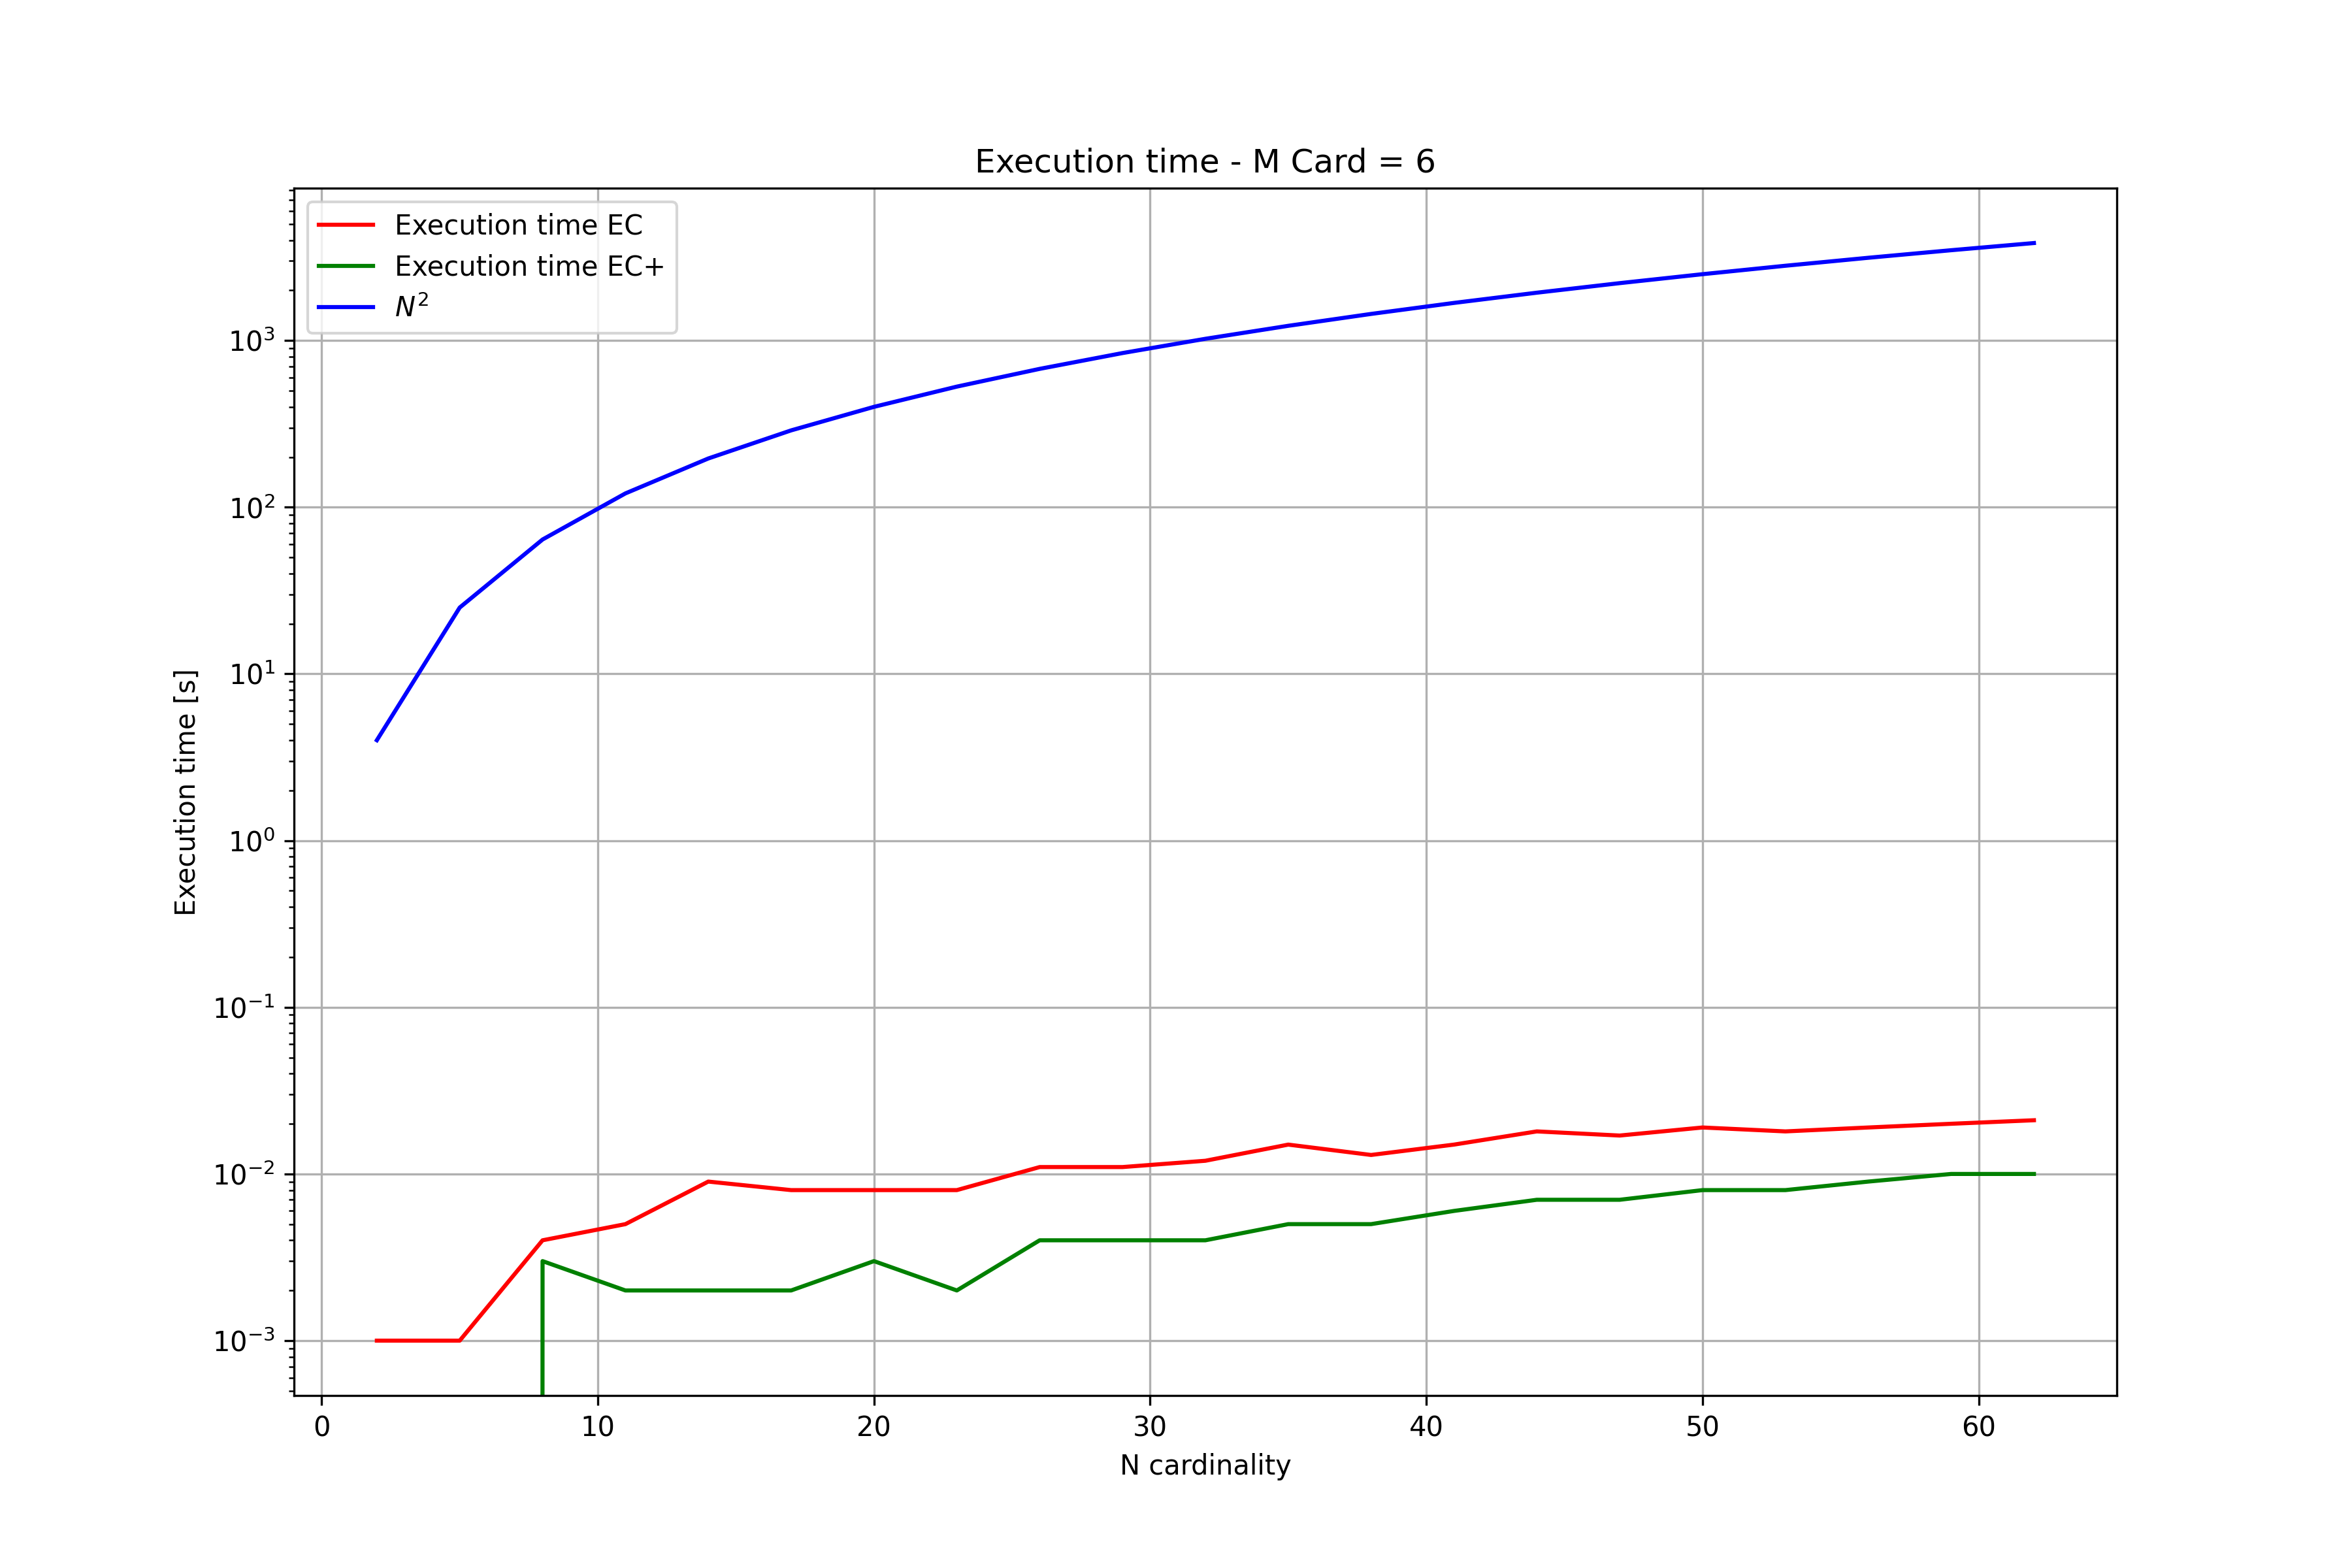 Execution time - M Card = 6
Execution time EC
Execution time EC+
N²
10³
10²
10¹
10⁰
10⁻¹
10⁻²
10⁻³
Execution time [s]
0 10 20 30 40 50 60
N cardinality